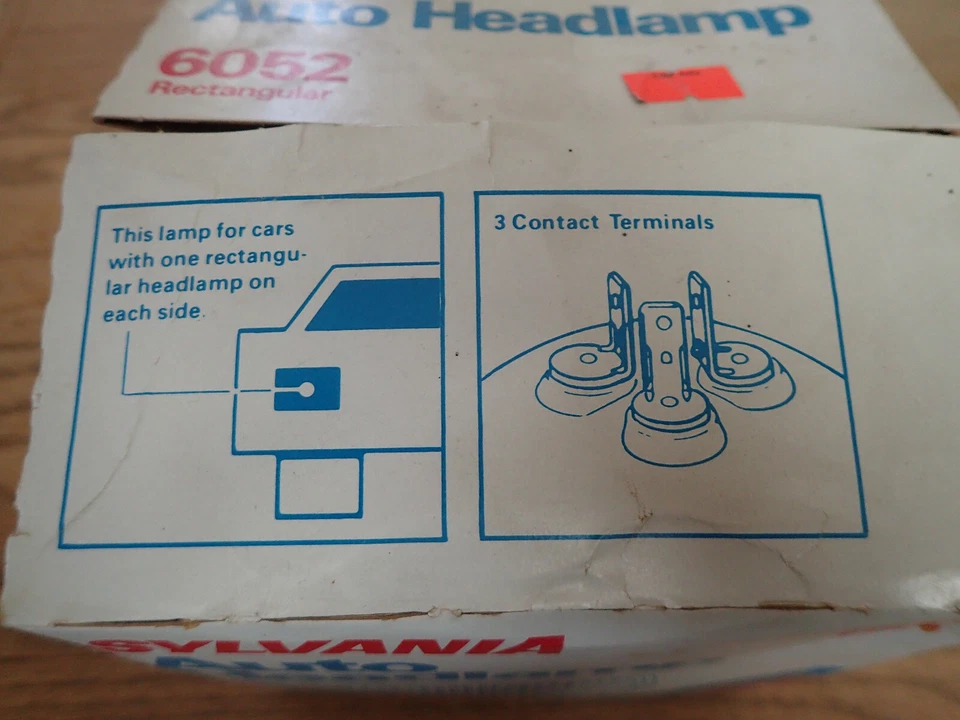 Auto Headlamp
6052
Rectangular
This lamp for cars
with one rectangu-
lar headlamp on
each side.
3 Contact Terminals
SYLVANIA
Auto